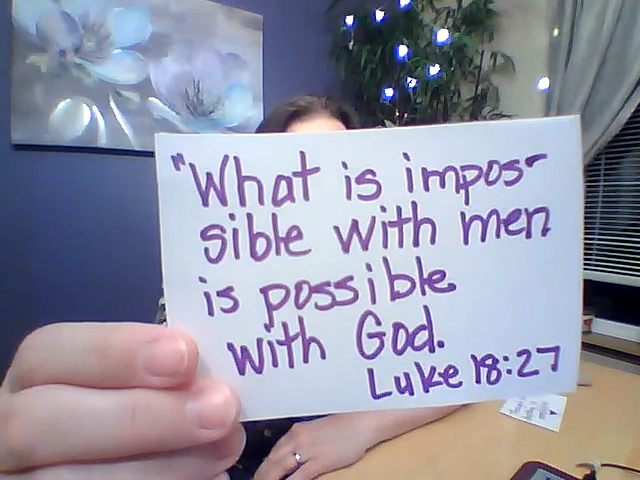 "What is impos-
sible with men
is possible
with God.
Luke 18:27